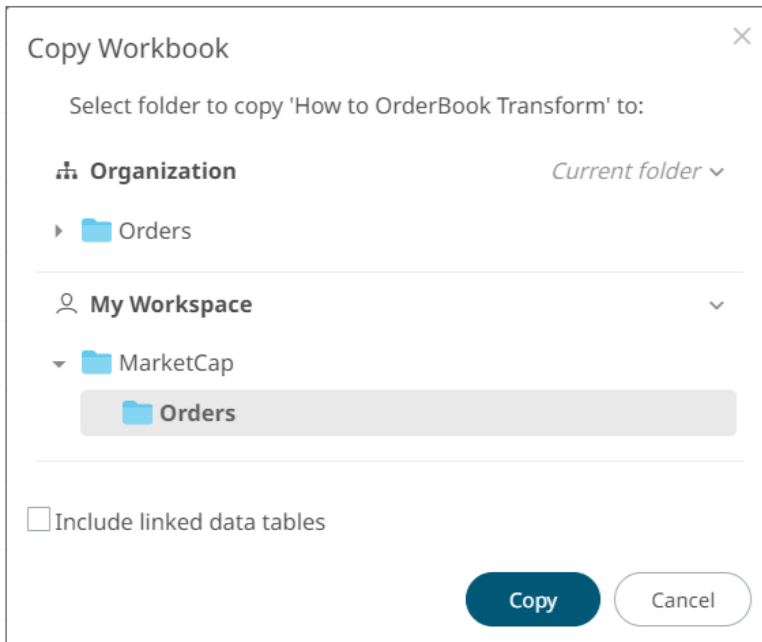 Copy Workbook
Select folder to copy 'How to OrderBook Transform' to:
Organization Current folder
Orders
My Workspace
MarketCap
Orders
Include linked data tables
Copy Cancel